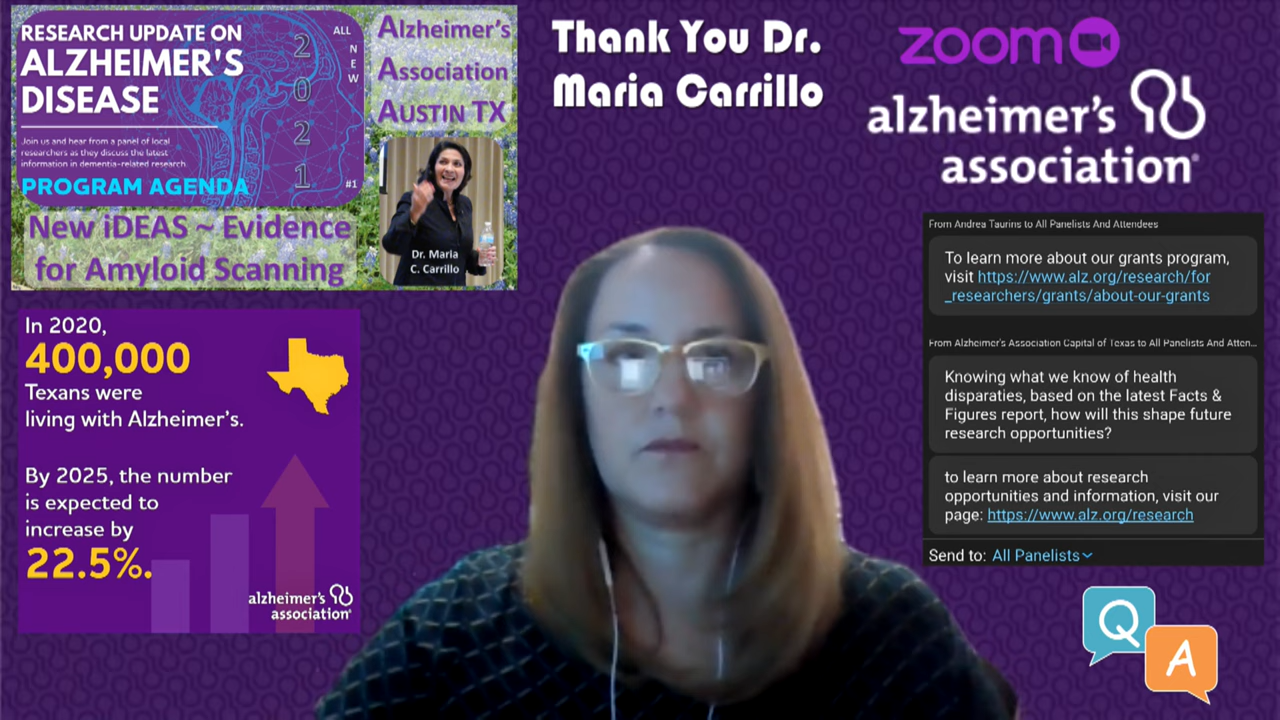 RESEARCH UPDATE ON
ALZHEIMER'S
DISEASE
Join us and hear from a panel of local
researchers as they discuss the latest
information in dementia-related research.
PROGRAM AGENDA
ALL
NEW
2021
#1
New iDEAS ~ Evidence
for Amyloid Scanning
Alzheimer's
Association
AUSTIN TX
Dr. Maria
C. Carrillo
Thank You Dr.
Maria Carrillo
zoom
alzheimer's
association®
In 2020,
400,000
Texans were
living with Alzheimer's.
By 2025, the number
is expected to
increase by
22.5%.
alzheimer's
association®
From Andrea Taurins to All Panelists And Attendees
To learn more about our grants program,
visit https://www.alz.org/research/for
_researchers/grants/about-our-grants
From Alzheimer's Association Capital of Texas to All Panelists And Atten...
Knowing what we know of health
disparaties, based on the latest Facts &
Figures report, how will this shape future
research opportunities?
to learn more about research
opportunities and information, visit our
page: https://www.alz.org/research
Send to: All Panelists
Q
A